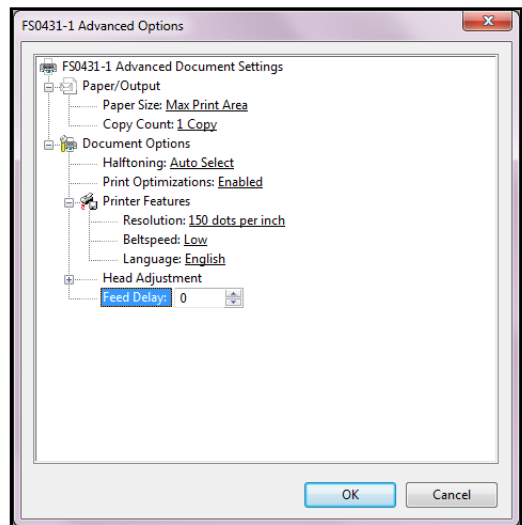 FS0431-1 Advanced Options
FS0431-1 Advanced Document Settings
Paper/Output
Paper Size: Max Print Area
Copy Count: 1 Copy
Document Options
Halftoning: Auto Select
Print Optimizations: Enabled
Printer Features
Resolution: 150 dots per inch
Beltspeed: Low
Language: English
Head Adjustment
Feed Delay: 0
OK Cancel